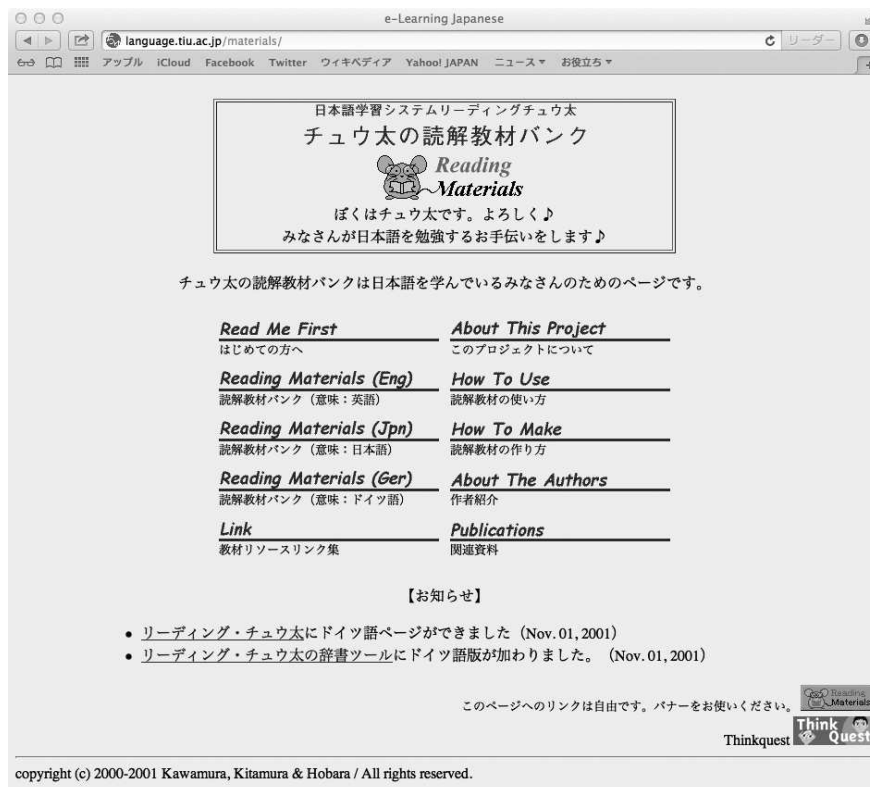 e-Learning Japanese
language.tiu.ac.jp/materials/
リーダー
アップル iCloud Facebook Twitter ウィキペディア Yahoo! JAPAN ニュース お役立ち
日本語学習システムリーディングチュウ太
チュウ太の読解教材バンク
Reading
Materials
ぼくはチュウ太です。よろしく♪
みなさんが日本語を勉強するお手伝いをします♪
チュウ太の読解教材バンクは日本語を学んでいるみなさんのためのページです。
Read Me First
はじめての方へ
About This Project
このプロジェクトについて
Reading Materials (Eng)
読解教材バンク（意味：英語）
How To Use
読解教材の使い方
Reading Materials (Jpn)
読解教材バンク（意味：日本語）
How To Make
読解教材の作り方
Reading Materials (Ger)
読解教材バンク（意味：ドイツ語）
About The Authors
作者紹介
Link
教材リソースリンク集
Publications
関連資料
【お知らせ】
• リーディング・チュウ太にドイツ語ページができました（Nov. 01, 2001）
• リーディング・チュウ太の辞書ツールにドイツ語版が加わりました。（Nov. 01, 2001）
このページへのリンクは自由です。バナーをお使いください。
Reading
Materials
Thinkquest
Think
Quest
copyright (c) 2000-2001 Kawamura, Kitamura & Hobara / All rights reserved.